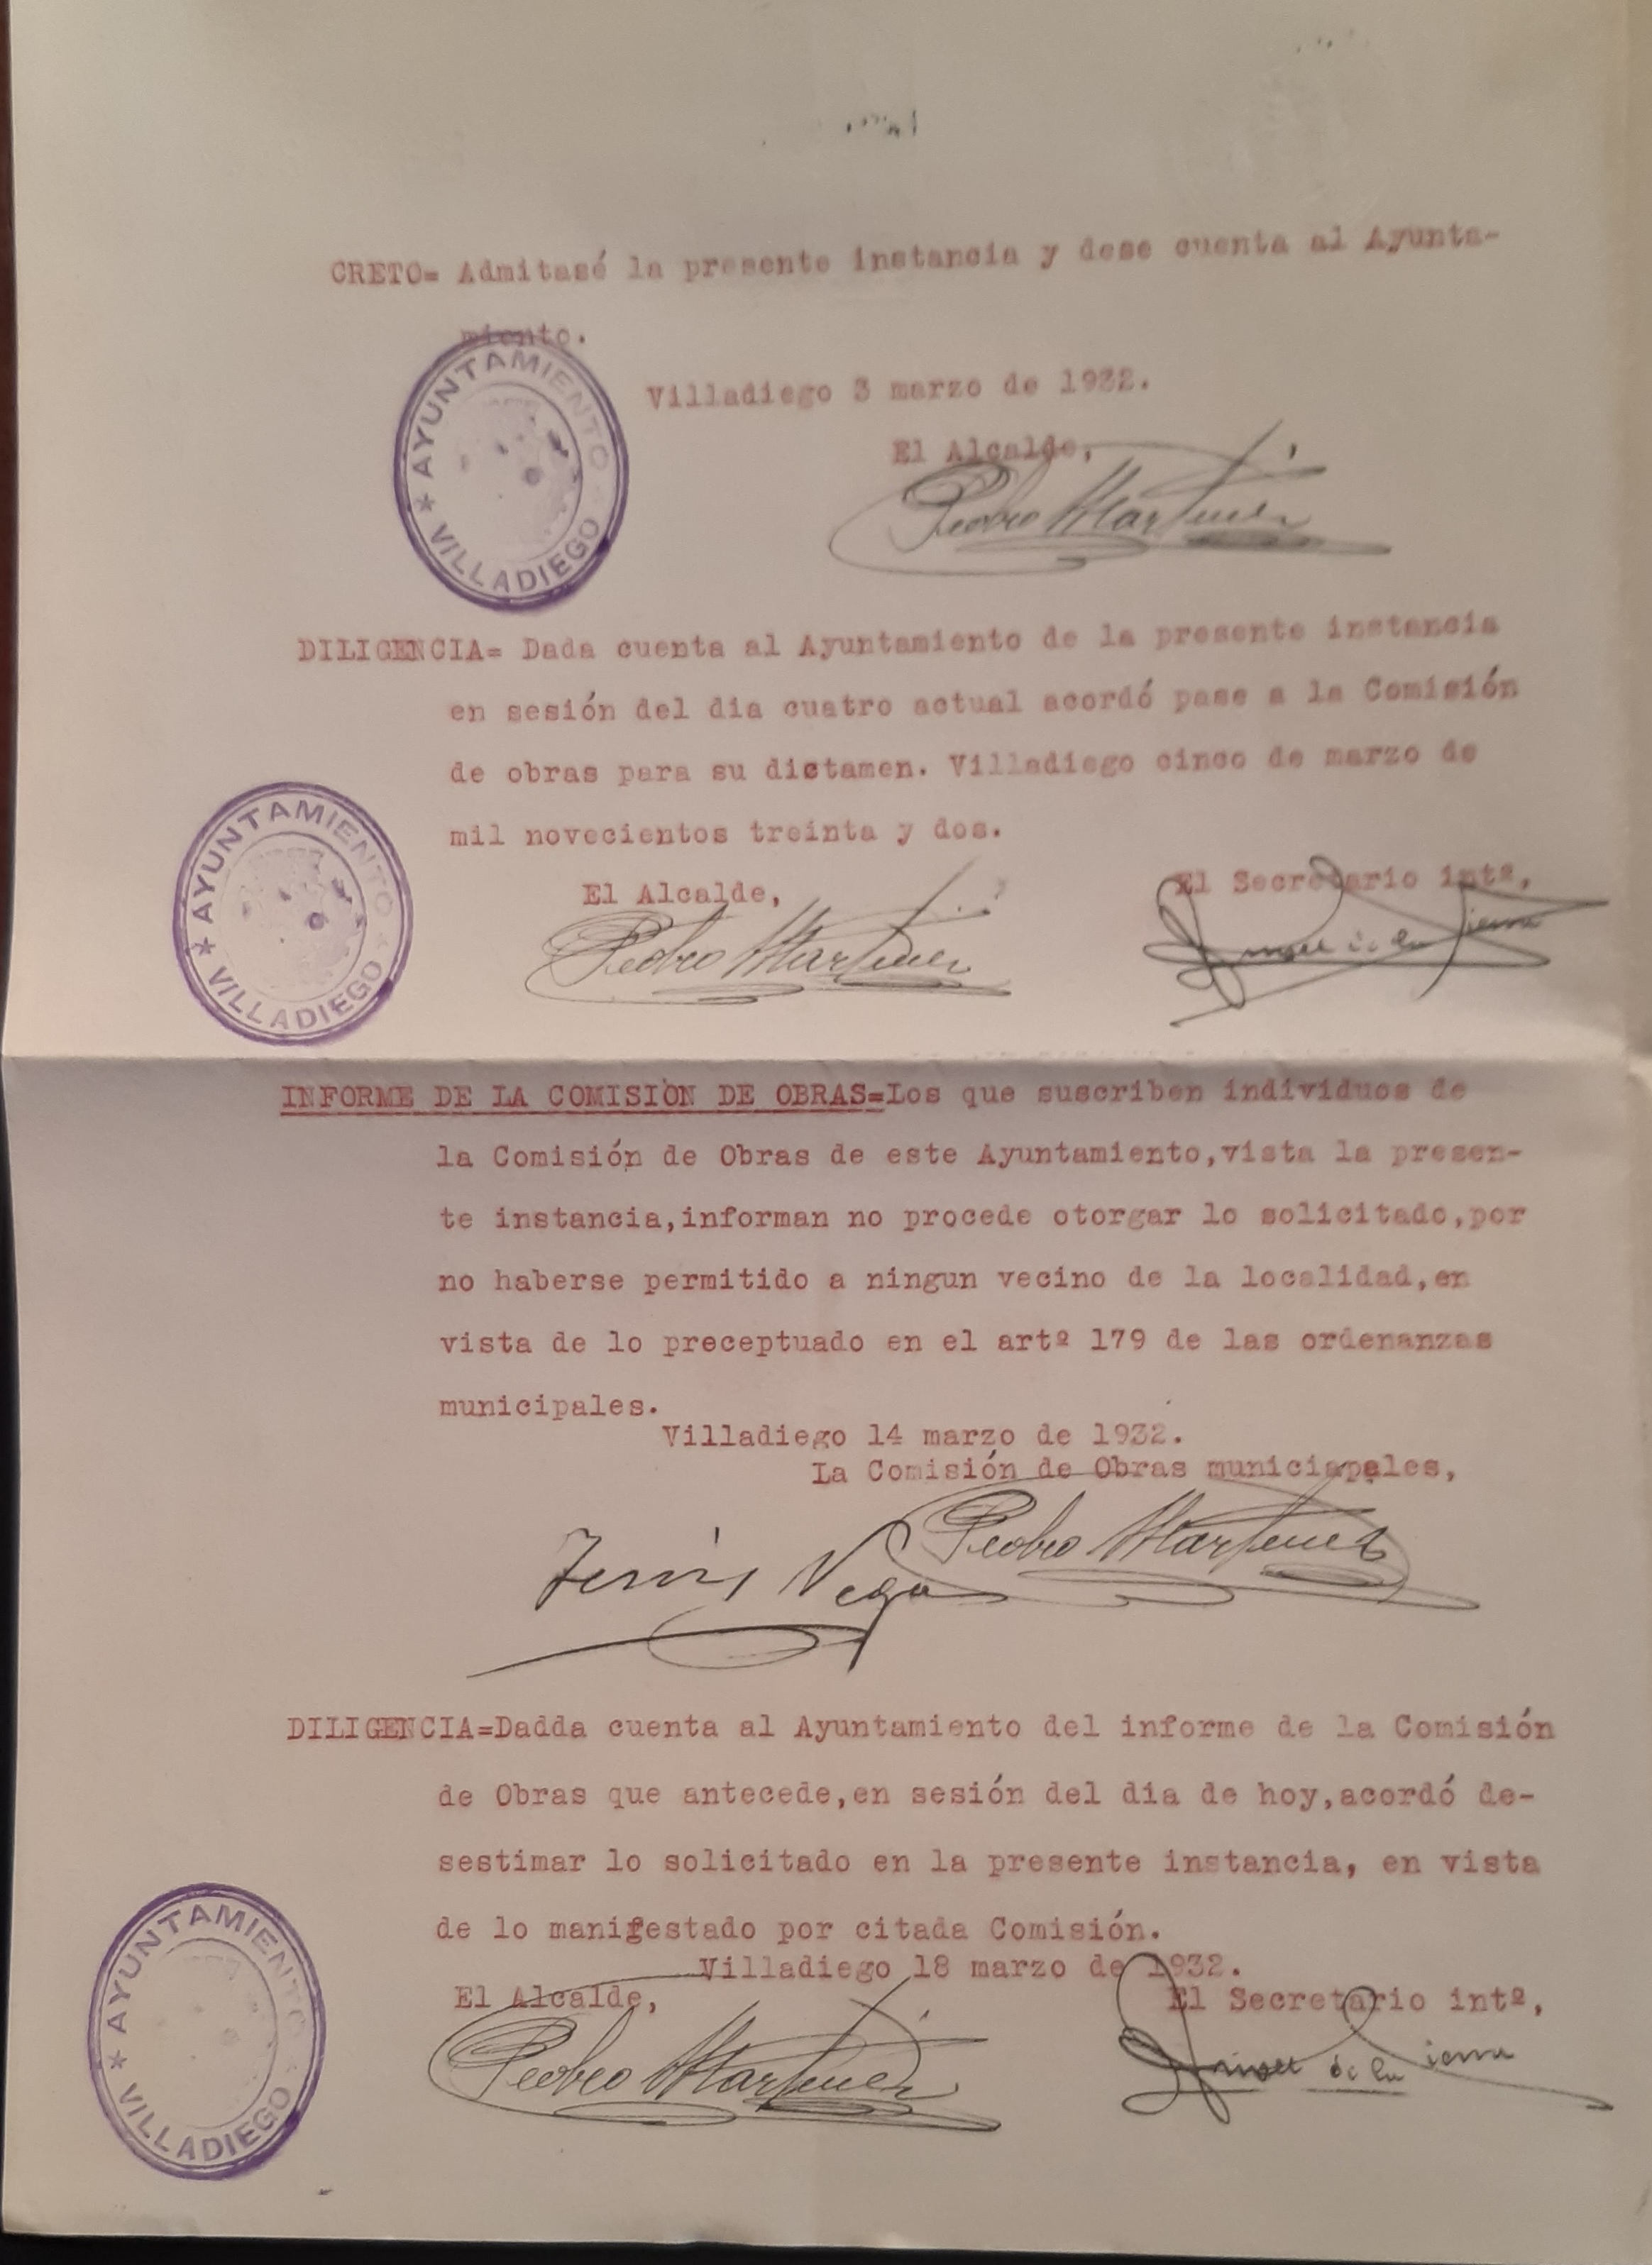 CRETO= Admitasé la presente instancia y dese cuenta al Ayunta-
miento.
AYUNTAMIENTO
* VILLADIEGO
Villadiego 3 marzo de 1932.
El Alcalde,
Pedro Martinez
DILIGENCIA= Dada cuenta al Ayuntamiento de la presente instancia
en sesión del dia cuatro actual acordó pase a la Comisión
de obras para su dictamen. Villadiego cinco de marzo de
mil novecientos treinta y dos.
AYUNTAMIENTO
* VILLADIEGO *
El Alcalde,
Pedro Martinez
El Secretario intº,
de la Sierra
INFORME DE LA COMISIÒN DE OBRAS=Los que suscriben individuos de
la Comisión de Obras de este Ayuntamiento,vista la presen-
te instancia,informan no procede otorgar lo solicitado,por
no haberse permitido a ningun vecino de la localidad,en
vista de lo preceptuado en el artº 179 de las ordenanzas
municipales.
Villadiego 14 marzo de 1932.
La Comisión de Obras municiapales,
Pedro Martinez
Vega
DILIGENCIA=Dadda cuenta al Ayuntamiento del informe de la Comisión
de Obras que antecede,en sesión del dia de hoy,acordó de-
sestimar lo solicitado en la presente instancia, en vista
de lo manifestado por citada Comisión.
Villadiego 18 marzo de 1932.
AYUNTAMIENTO
* VILLADIEGO
El Alcalde,
Pedro Martinez
El Secretario intº,
de la Sierra